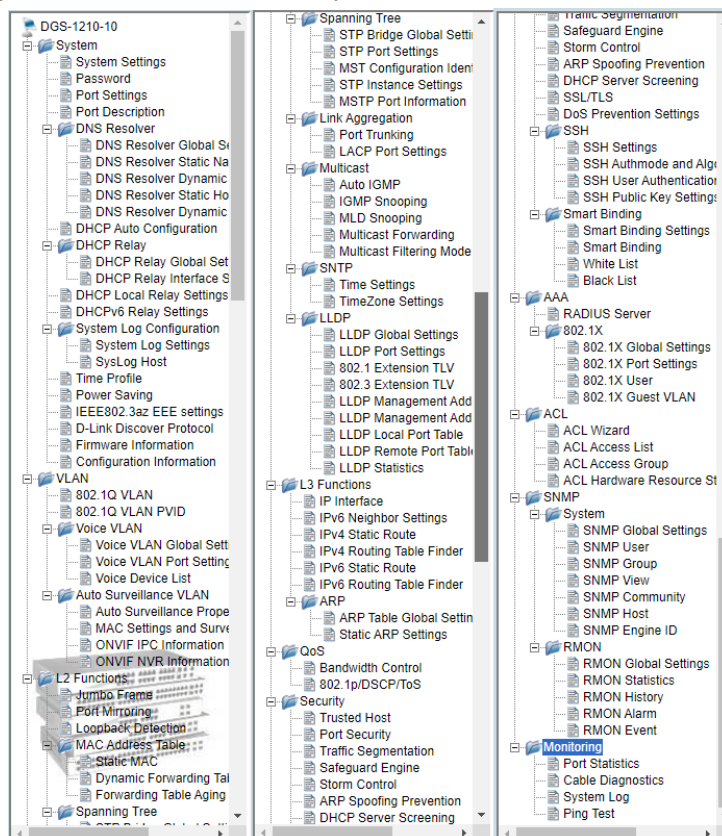 DGS-1210-10
System
System Settings
Password
Port Settings
Port Description
DNS Resolver
DNS Resolver Global Se
DNS Resolver Static Na
DNS Resolver Dynamic
DNS Resolver Static Ho
DNS Resolver Dynamic
DHCP Auto Configuration
DHCP Relay
DHCP Relay Global Set
DHCP Relay Interface S
DHCP Local Relay Settings
DHCPv6 Relay Settings
System Log Configuration
System Log Settings
SysLog Host
Time Profile
Power Saving
IEEE802.3az EEE settings
D-Link Discover Protocol
Firmware Information
Configuration Information
VLAN
802.1Q VLAN
802.1Q VLAN PVID
Voice VLAN
Voice VLAN Global Setti
Voice VLAN Port Setting
Voice Device List
Auto Surveillance VLAN
Auto Surveillance Prope
MAC Settings and Surve
ONVIF IPC Information
ONVIF NVR Information
L2 Functions
Jumbo Frame
Port Mirroring
Loopback Detection
MAC Address Table
Static MAC
Dynamic Forwarding Tal
Forwarding Table Aging
Spanning Tree
Spanning Tree
STP Bridge Global Setti
STP Port Settings
MST Configuration Ident
STP Instance Settings
MSTP Port Information
Link Aggregation
Port Trunking
LACP Port Settings
Multicast
Auto IGMP
IGMP Snooping
MLD Snooping
Multicast Forwarding
Multicast Filtering Mode
SNTP
Time Settings
TimeZone Settings
LLDP
LLDP Global Settings
LLDP Port Settings
802.1 Extension TLV
802.3 Extension TLV
LLDP Management Add
LLDP Management Add
LLDP Local Port Table
LLDP Remote Port Table
LLDP Statistics
L3 Functions
IP Interface
IPv6 Neighbor Settings
IPv4 Static Route
IPv4 Routing Table Finder
IPv6 Static Route
IPv6 Routing Table Finder
ARP
ARP Table Global Settin
Static ARP Settings
QoS
Bandwidth Control
802.1p/DSCP/ToS
Security
Trusted Host
Port Security
Traffic Segmentation
Safeguard Engine
Storm Control
ARP Spoofing Prevention
DHCP Server Screening
Traffic Segmentation
Safeguard Engine
Storm Control
ARP Spoofing Prevention
DHCP Server Screening
SSL/TLS
DoS Prevention Settings
SSH
SSH Settings
SSH Authmode and Algo
SSH User Authentication
SSH Public Key Settings
Smart Binding
Smart Binding Settings
Smart Binding
White List
Black List
AAA
RADIUS Server
802.1X
802.1X Global Settings
802.1X Port Settings
802.1X User
802.1X Guest VLAN
ACL
ACL Wizard
ACL Access List
ACL Access Group
ACL Hardware Resource St
SNMP
System
SNMP Global Settings
SNMP User
SNMP Group
SNMP View
SNMP Community
SNMP Host
SNMP Engine ID
RMON
RMON Global Settings
RMON Statistics
RMON History
RMON Alarm
RMON Event
Monitoring
Port Statistics
Cable Diagnostics
System Log
Ping Test